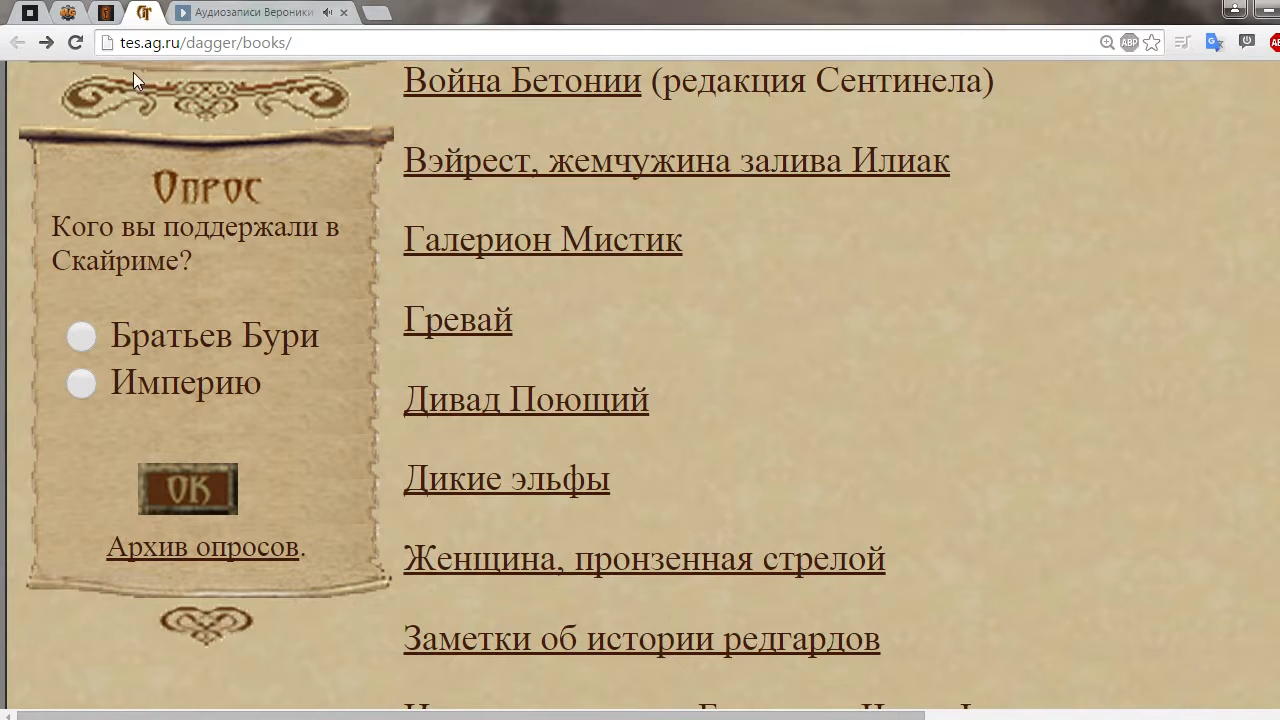 Аудиозаписи Вероники
tes.ag.ru/dagger/books/
ABP
Опрос
Кого вы поддержали в
Скайриме?
Братьев Бури
Империю
OK
Архив опросов.
Война Бетонии (редакция Сентинела)
Вэйрест, жемчужина залива Илиак
Галерион Мистик
Гревай
Дивад Поющий
Дикие эльфы
Женщина, пронзенная стрелой
Заметки об истории редгардов